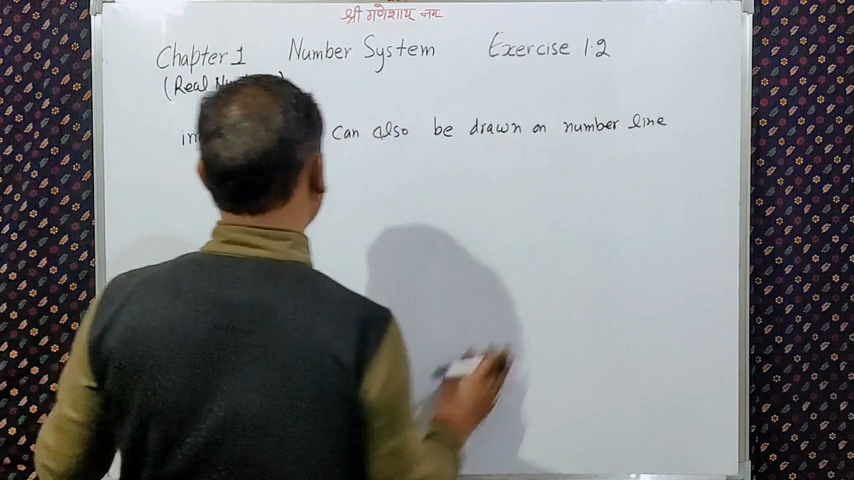 श्री गणेशाय नमः
Chapter 1 Number System Exercise 1.2
(Real
can also be drawn on number line